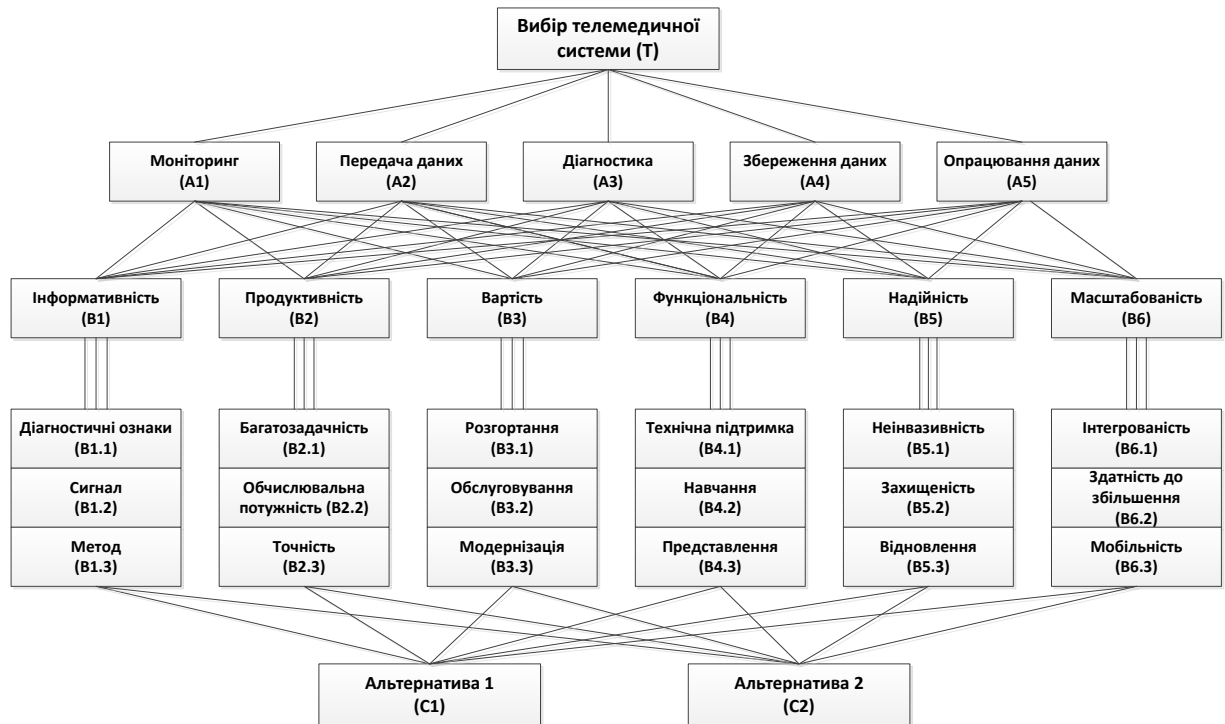 Вибір телемедичної
системи (Т)
Моніторинг
(А1)
Передача даних
(А2)
Діагностика
(А3)
Збереження даних
(А4)
Опрацювання даних
(А5)
Інформативність
(В1)
Продуктивність
(В2)
Вартість
(В3)
Функціональність
(В4)
Надійність
(В5)
Масштабованість
(В6)
Діагностичні ознаки
(В1.1)
Багатозадачність
(В2.1)
Розгортання
(В3.1)
Технічна підтримка
(В4.1)
Неінвазивність
(В5.1)
Інтегрованість
(В6.1)
Сигнал
(В1.2)
Обчислювальна
потужність (В2.2)
Обслуговування
(В3.2)
Навчання
(В4.2)
Захищеність
(В5.2)
Здатність до
збільшення
(В6.2)
Метод
(В1.3)
Точність
(В2.3)
Модернізація
(В3.3)
Представлення
(В4.3)
Відновлення
(В5.3)
Мобільність
(В6.3)
Альтернатива 1
(С1)
Альтернатива 2
(С2)